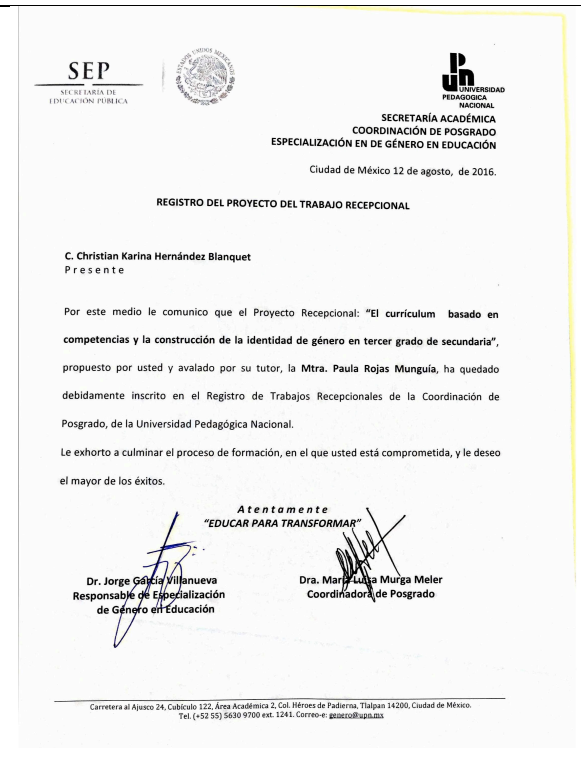 SEP
SECRETARÍA DE
EDUCACIÓN PÚBLICA
ESTADOS UNIDOS MEXICANOS
UNIVERSIDAD
PEDAGOGICA
NACIONAL
SECRETARÍA ACADÉMICA
COORDINACIÓN DE POSGRADO
ESPECIALIZACIÓN EN DE GÉNERO EN EDUCACIÓN
Ciudad de México 12 de agosto, de 2016.
REGISTRO DEL PROYECTO DEL TRABAJO RECEPCIONAL
C. Christian Karina Hernández Blanquet
P r e s e n t e
Por este medio le comunico que el Proyecto Recepcional: “El currículum basado en
competencias y la construcción de la identidad de género en tercer grado de secundaria”,
propuesto por usted y avalado por su tutor, la Mtra. Paula Rojas Munguía, ha quedado
debidamente inscrito en el Registro de Trabajos Recepcionales de la Coordinación de
Posgrado, de la Universidad Pedagógica Nacional.
Le exhorto a culminar el proceso de formación, en el que usted está comprometida, y le deseo
el mayor de los éxitos.
A t e n t a m e n t e
“EDUCAR PARA TRANSFORMAR”
Dr. Jorge García Villanueva
Responsable de Especialización
de Género en Educación
Dra. María Luisa Murga Meler
Coordinadora de Posgrado
Carretera al Ajusco 24, Cubículo 122, Área Académica 2, Col. Héroes de Padierna, Tlalpan 14200, Ciudad de México.
Tel. (+52 55) 5630 9700 ext. 1241. Correo-e: genero@upn.mx